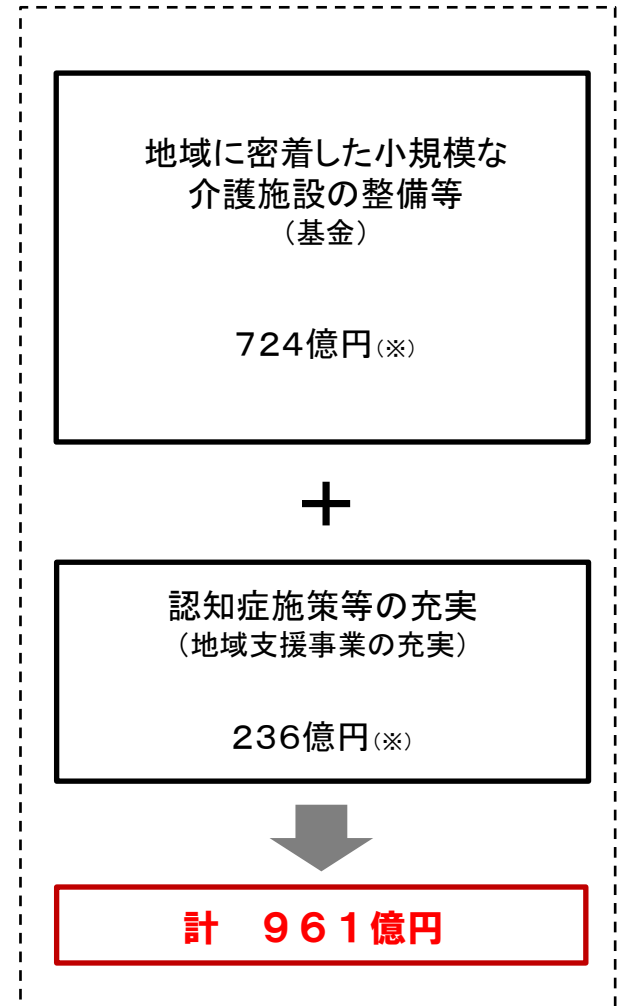 地域に密着した小規模な
介護施設の整備等
（基金）
７２４億円（※）
＋
認知症施策等の充実
（地域支援事業の充実）
２３６億円（※）
計　９６１億円